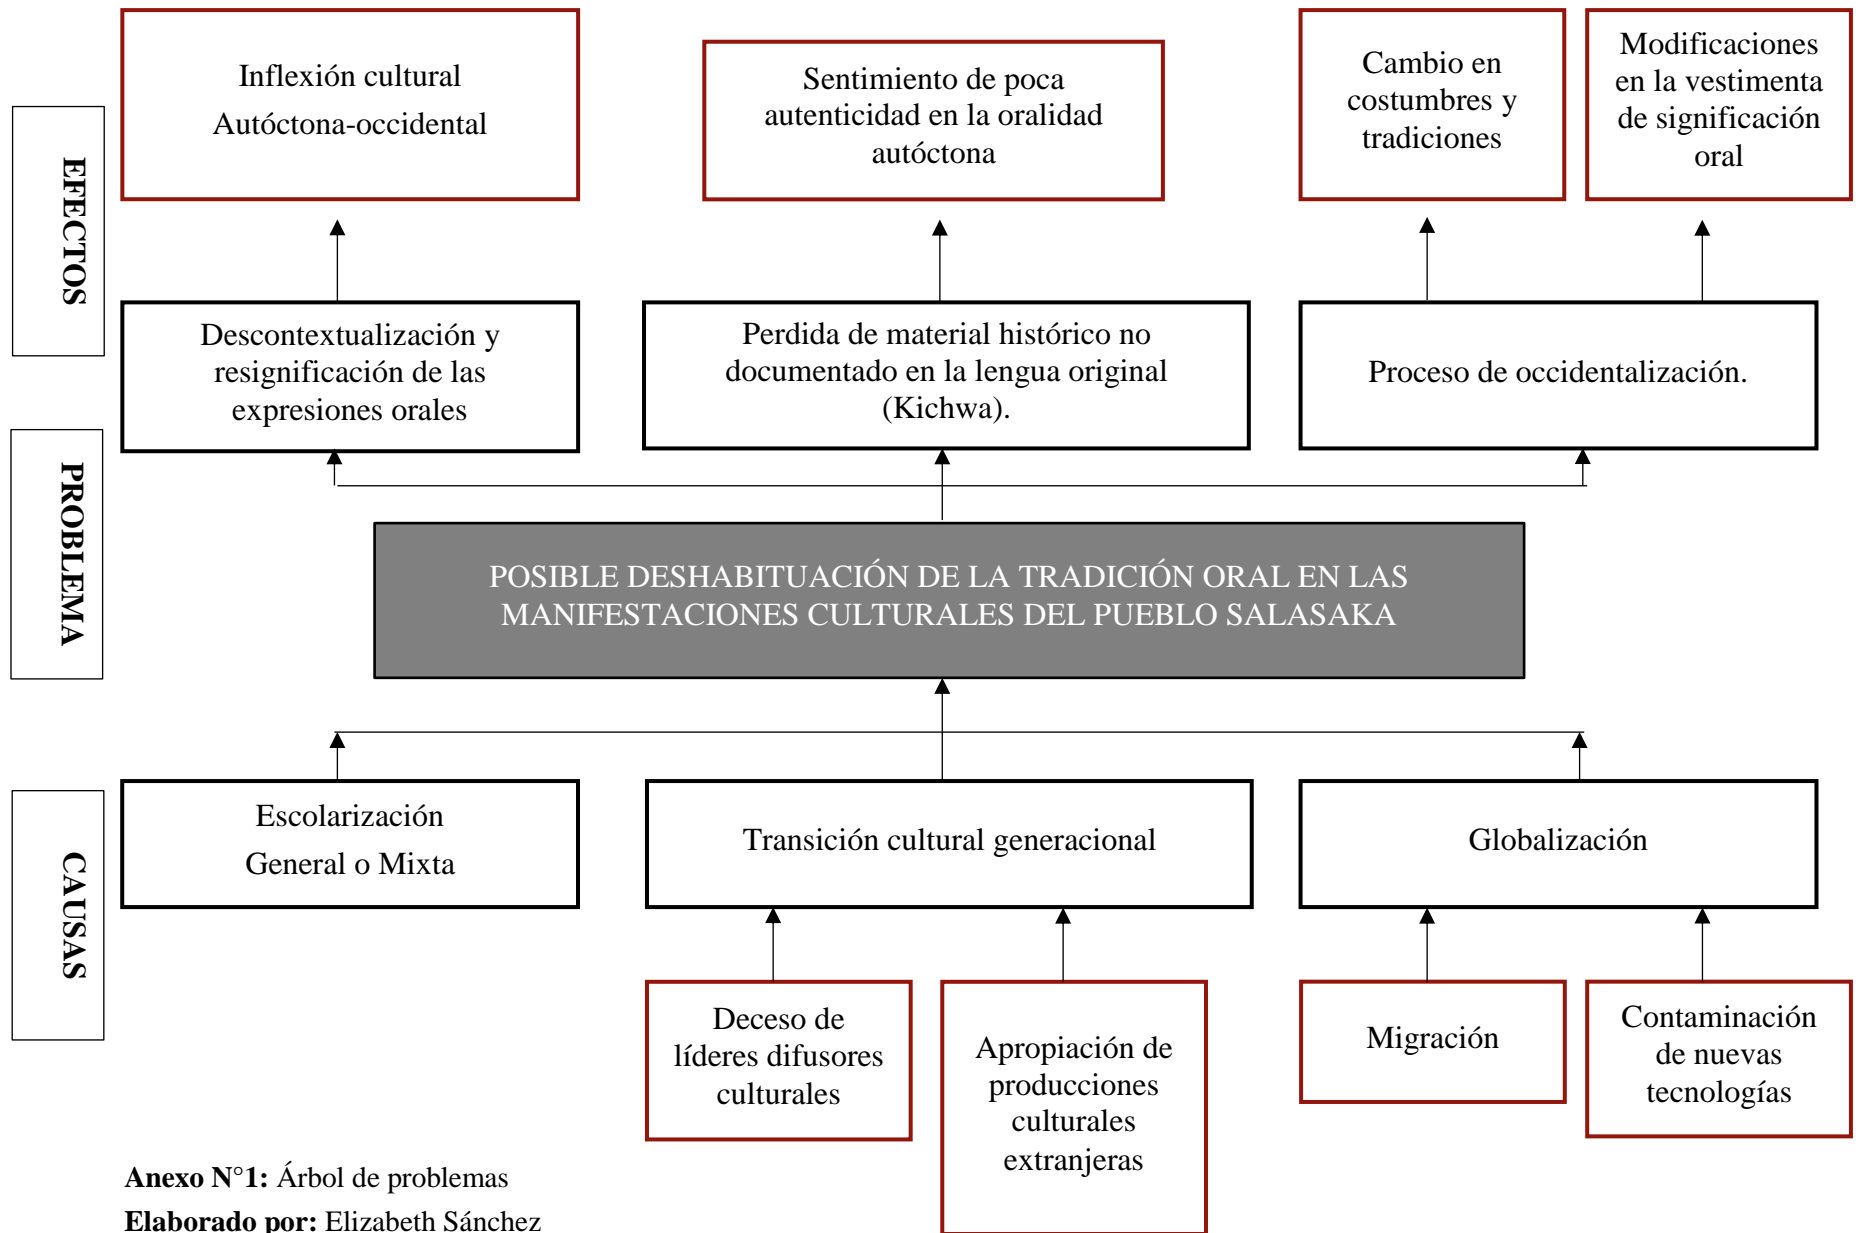 EFECTOS
Inflexión cultural
Autóctona-occidental
Sentimiento de poca
autenticidad en la oralidad
autóctona
Cambio en
costumbres y
tradiciones
Modificaciones
en la vestimenta
de significación
oral
Descontextualización y
resignificación de las
expresiones orales
Perdida de material histórico no
documentado en la lengua original
(Kichwa).
Proceso de occidentalización.
PROBLEMA
POSIBLE DESHABITUACIÓN DE LA TRADICIÓN ORAL EN LAS
MANIFESTACIONES CULTURALES DEL PUEBLO SALASAKA
CAUSAS
Escolarización
General o Mixta
Transición cultural generacional
Globalización
Deceso de
líderes difusores
culturales
Apropiación de
producciones
culturales
extranjeras
Migración
Contaminación
de nuevas
tecnologías
Anexo N°1: Árbol de problemas
Elaborado por: Elizabeth Sánchez